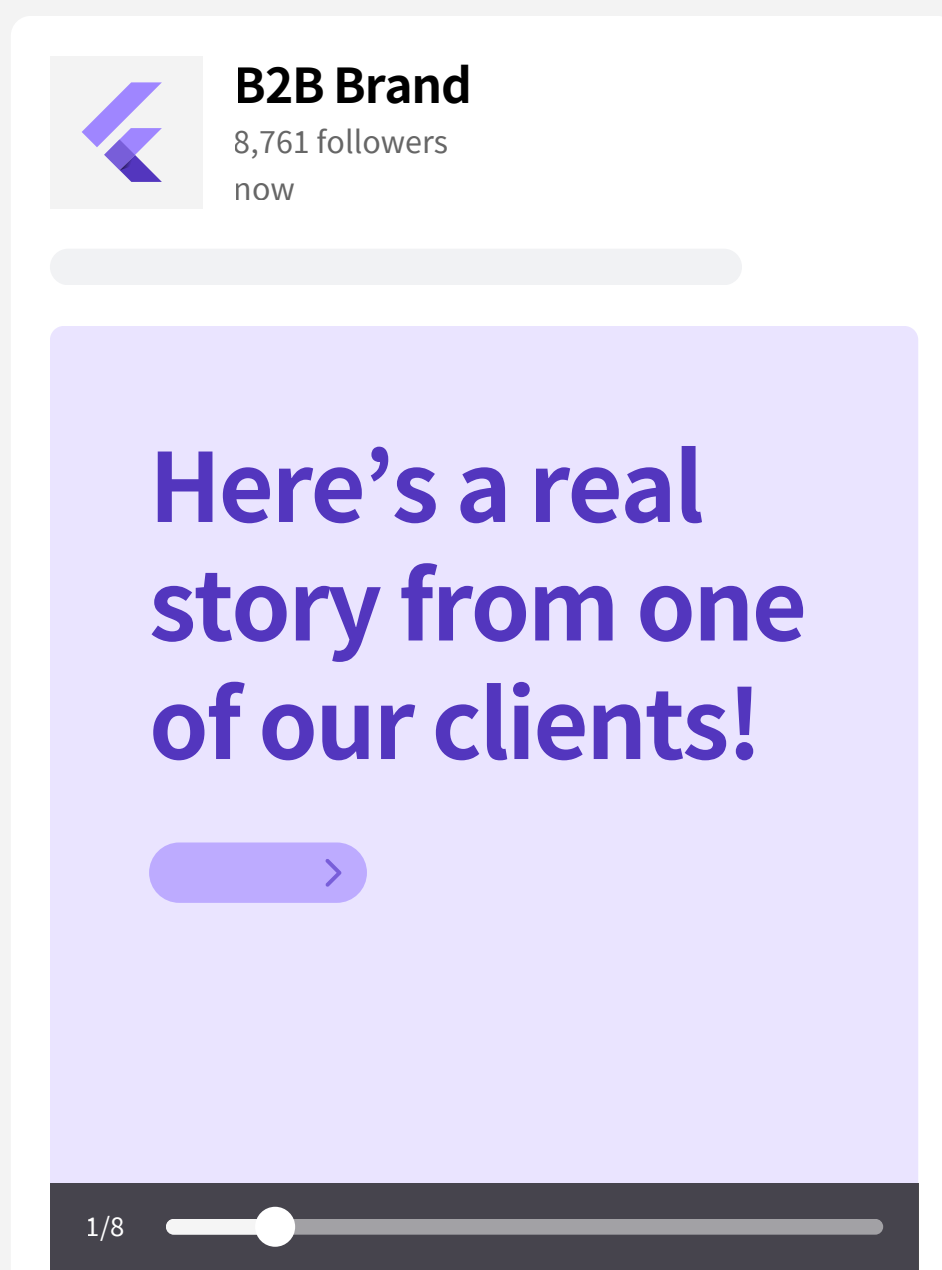 B2B Brand
8,761 followers
now
Here’s a real
story from one
of our clients!
1/8